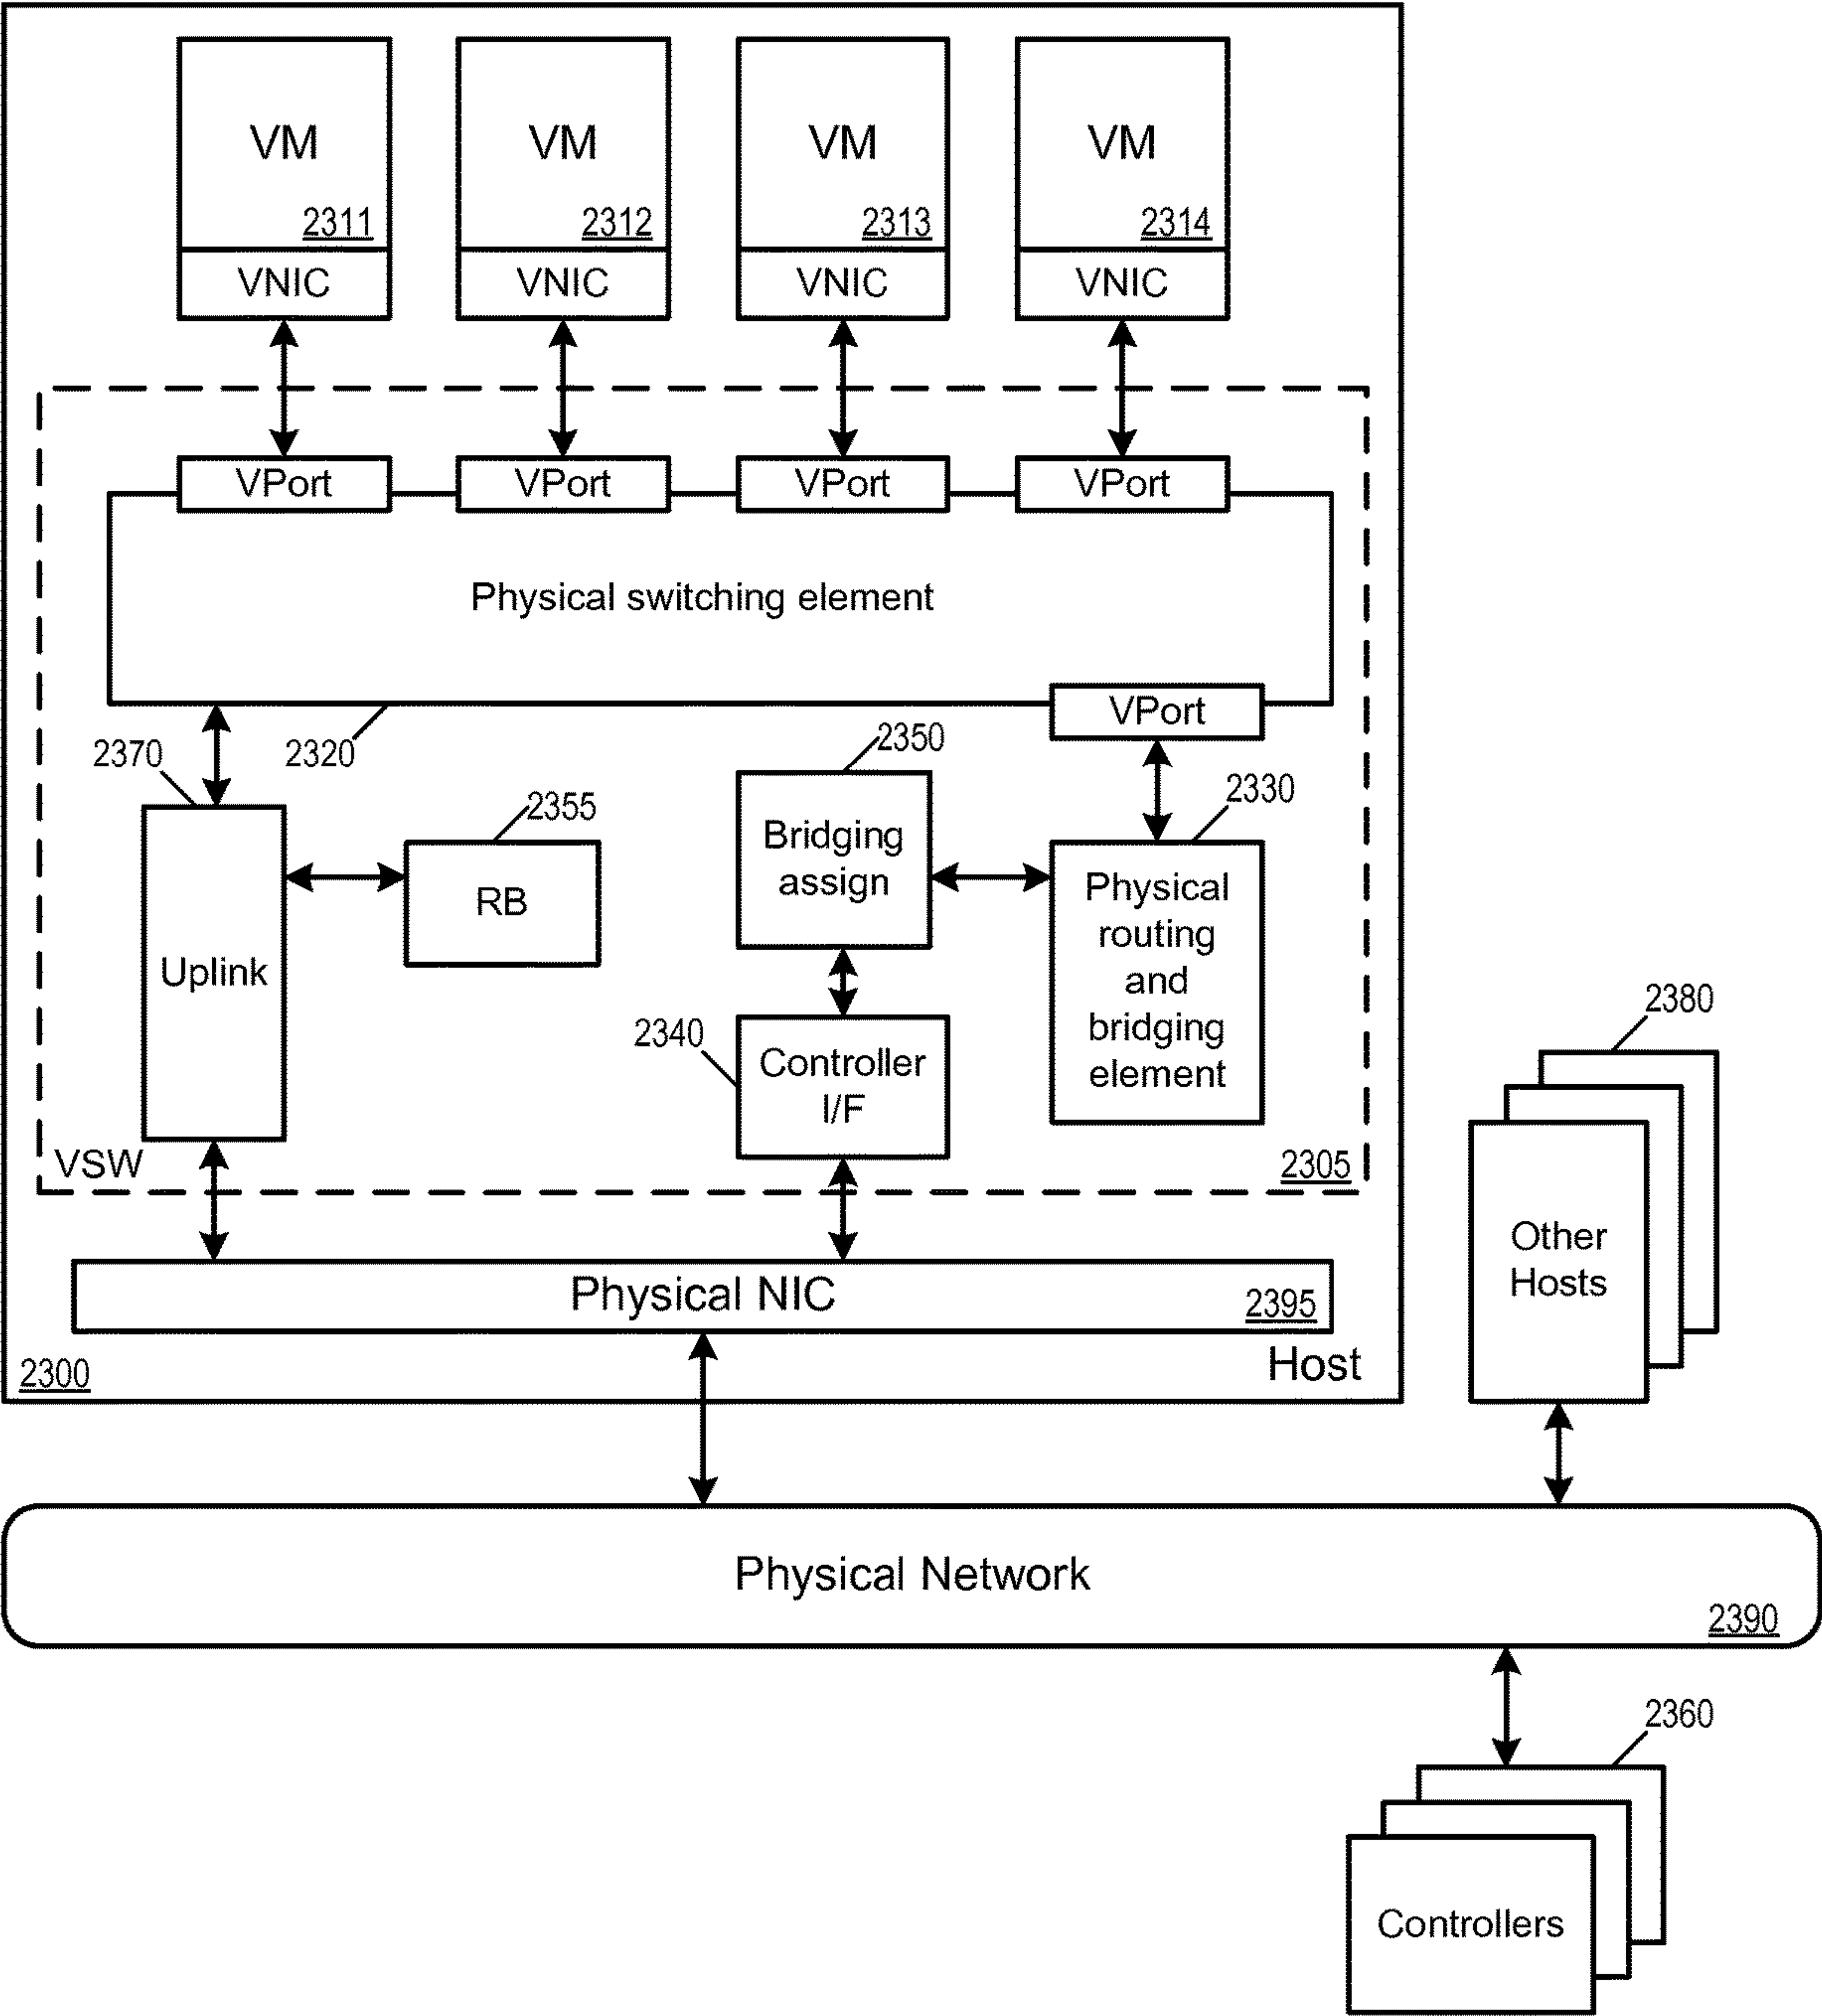 VM VM VM VM
2311 2312 2313 2314
VNIC VNIC VNIC VNIC
VPort VPort VPort VPort
Physical switching element
VPort
2370 2320 2350
2355 2330
Bridging
assign
RB
Uplink
Physical
routing
and
bridging
element
2340
Controller
I/F
VSW
2305
2380
Other
Hosts
Physical NIC
2395
2300
Host
Physical Network
2390
2360
Controllers